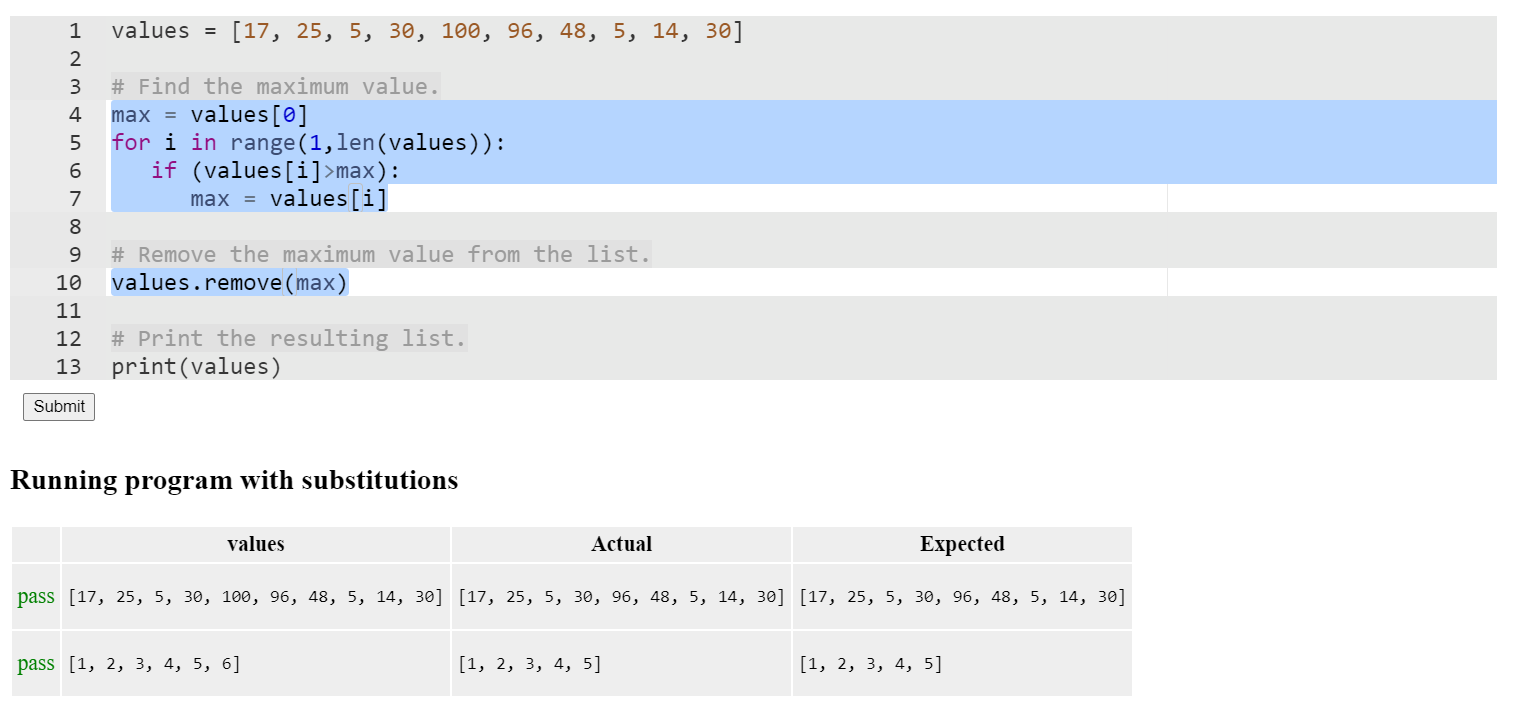 1 values = [17, 25, 5, 30, 100, 96, 48, 5, 14, 30]
2
3 # Find the maximum value.
4 max = values[0]
5 for i in range(1,len(values)):
6    if (values[i]>max):
7       max = values[i]
8
9 # Remove the maximum value from the list.
10 values.remove(max)
11
12 # Print the resulting list.
13 print(values)
Submit
Running program with substitutions
values Actual Expected
pass [17, 25, 5, 30, 100, 96, 48, 5, 14, 30] [17, 25, 5, 30, 96, 48, 5, 14, 30] [17, 25, 5, 30, 96, 48, 5, 14, 30]
pass [1, 2, 3, 4, 5, 6] [1, 2, 3, 4, 5] [1, 2, 3, 4, 5]